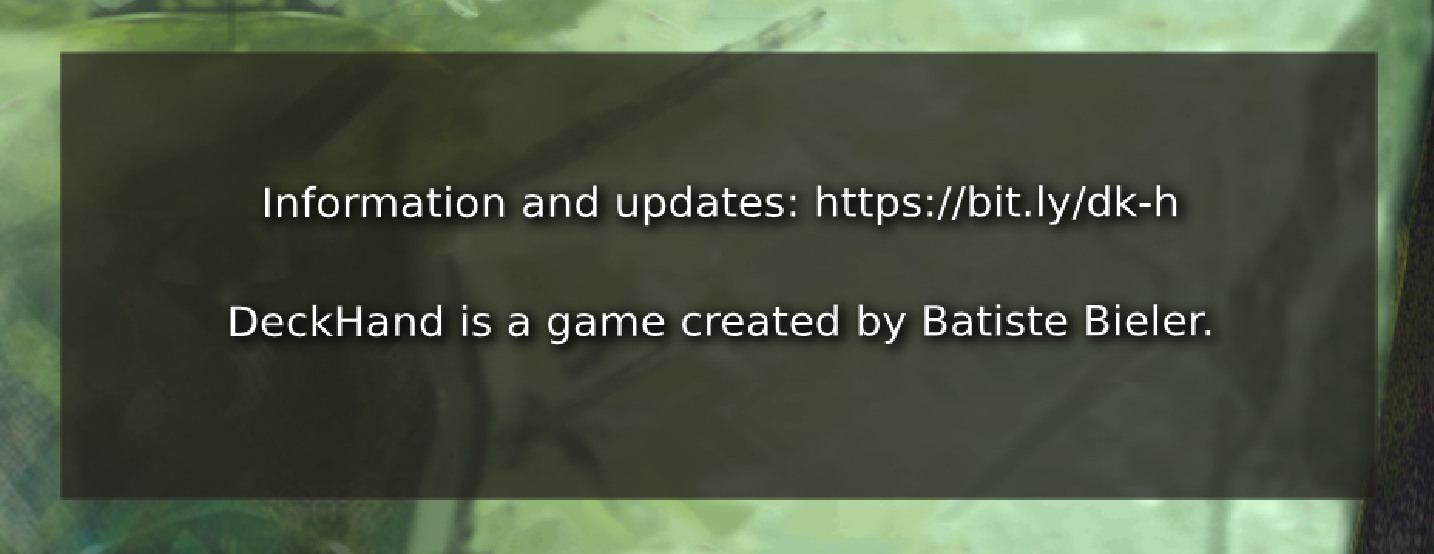 Information and updates: https://bit.ly/dk-h
DeckHand is a game created by Batiste Bieler.